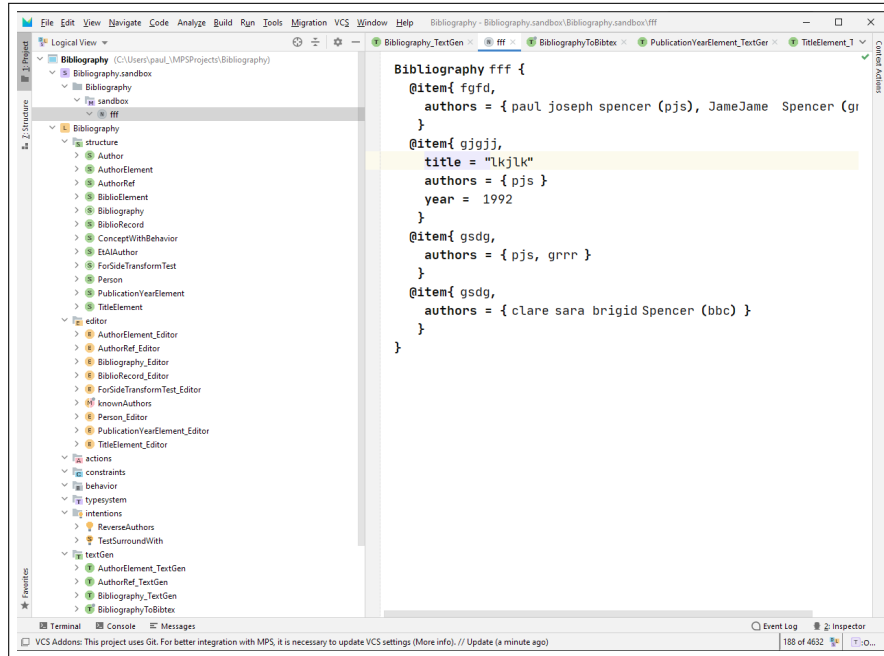 File Edit View Navigate Code Analyze Build Run Tools Migration VCS Window Help Bibliography - Bibliography.sandbox\Bibliography.sandbox\fff
1: Project
Logical View
Bibliography_TextGen
fff
BibliographyToBibtex
PublicationYearElement_TextGer
TitleElement_T
Context Actions
Z: Structure
Favorites
Bibliography (C:\Users\paul_\MPSProjects\Bibliography)
Bibliography.sandbox
Bibliography
sandbox
fff
Bibliography
structure
Author
AuthorElement
AuthorRef
BiblioElement
Bibliography
BiblioRecord
ConceptWithBehavior
EtAlAuthor
ForSideTransformTest
Person
PublicationYearElement
TitleElement
editor
AuthorElement_Editor
AuthorRef_Editor
Bibliography_Editor
BiblioRecord_Editor
ForSideTransformTest_Editor
knownAuthors
Person_Editor
PublicationYearElement_Editor
TitleElement_Editor
actions
constraints
behavior
typesystem
intentions
ReverseAuthors
TestSurroundWith
textGen
AuthorElement_TextGen
AuthorRef_TextGen
Bibliography_TextGen
BibliographyToBibtex
Bibliography fff {
@item{ fgfd,
authors = { paul joseph spencer (pjs), JameJame Spencer (gr
}
@item{ gjgjj,
title = "lkjlk"
authors = { pjs }
year = 1992
}
@item{ gsdg,
authors = { pjs, grrr }
}
@item{ gsdg,
authors = { clare sara brigid Spencer (bbc) }
}
}
Terminal Console Messages Event Log 2: Inspector
VCS Addons: This project uses Git. For better integration with MPS, it is necessary to update VCS settings (More info). // Update (a minute ago) 188 of 4632 T:O...